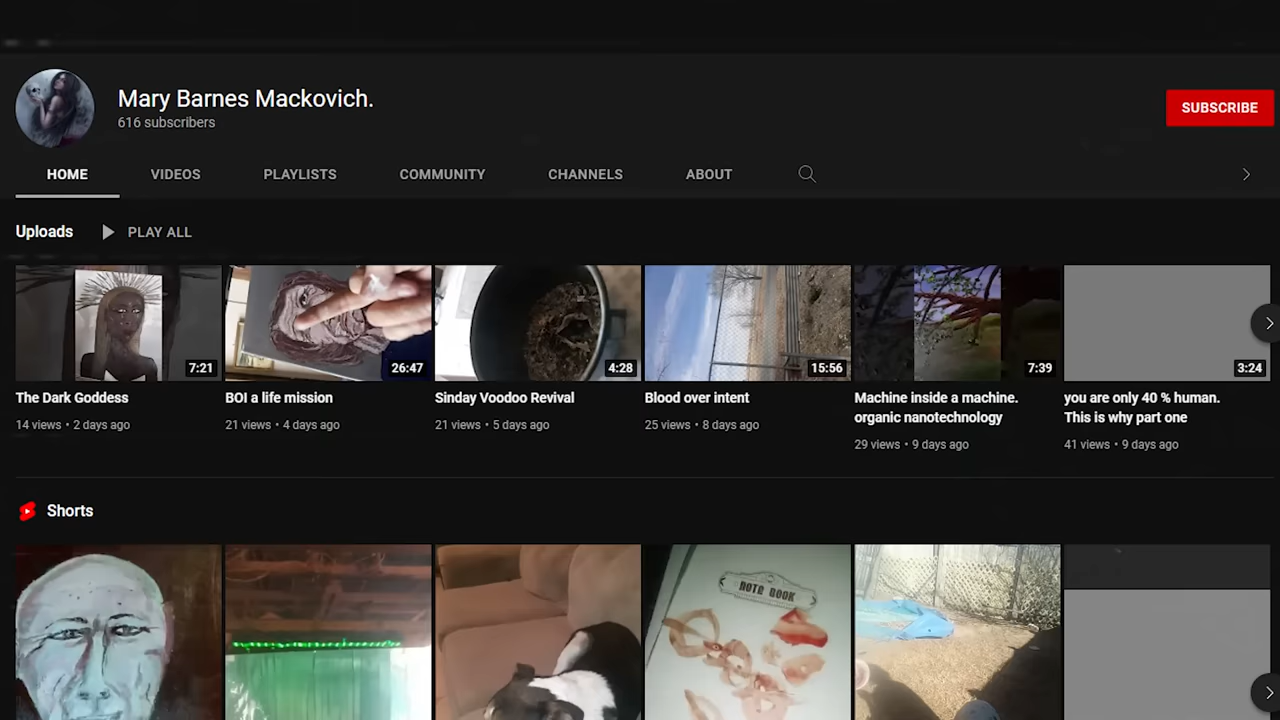 Mary Barnes Mackovich.
616 subscribers
SUBSCRIBE
HOME VIDEOS PLAYLISTS COMMUNITY CHANNELS ABOUT
Uploads PLAY ALL
7:21 26:47 4:28 15:56 7:39 3:24
The Dark Goddess
14 views • 2 days ago
BOI a life mission
21 views • 4 days ago
Sinday Voodoo Revival
21 views • 5 days ago
Blood over intent
25 views • 8 days ago
Machine inside a machine.
organic nanotechnology
29 views • 9 days ago
you are only 40 % human.
This is why part one
41 views • 9 days ago
Shorts
NOTE BOOK